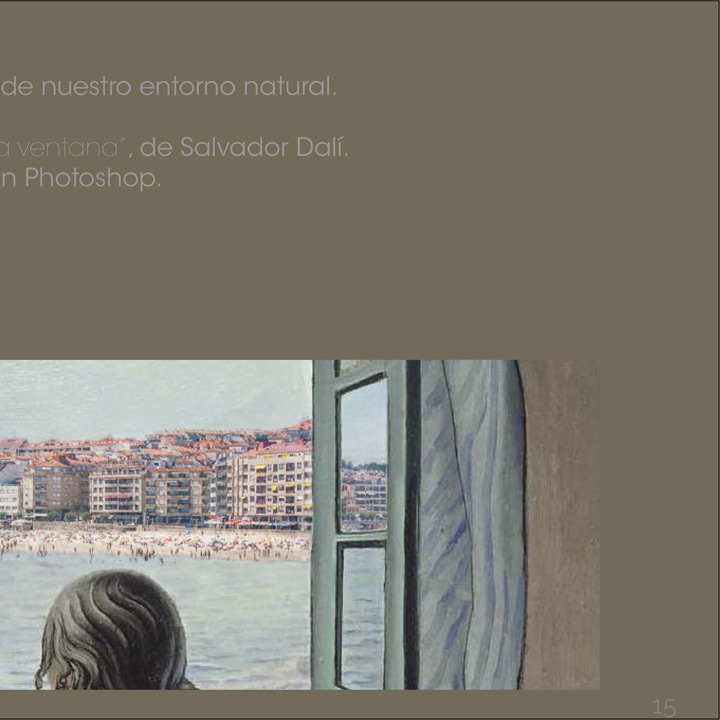 de nuestro entorno natural.
a ventana”, de Salvador Dalí.
n Photoshop.
15